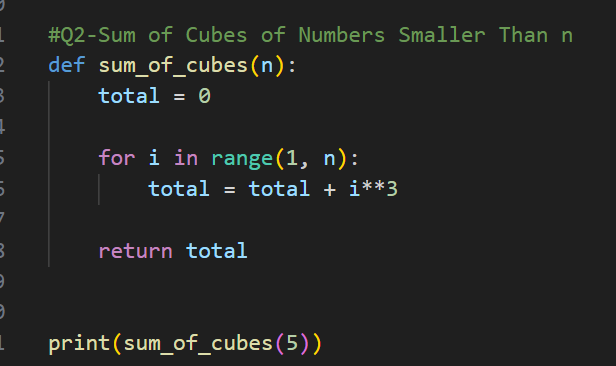 #Q2-Sum of Cubes of Numbers Smaller Than n
def sum_of_cubes(n):
    total = 0
    for i in range(1, n):
        total = total + i**3
    return total
print(sum_of_cubes(5))